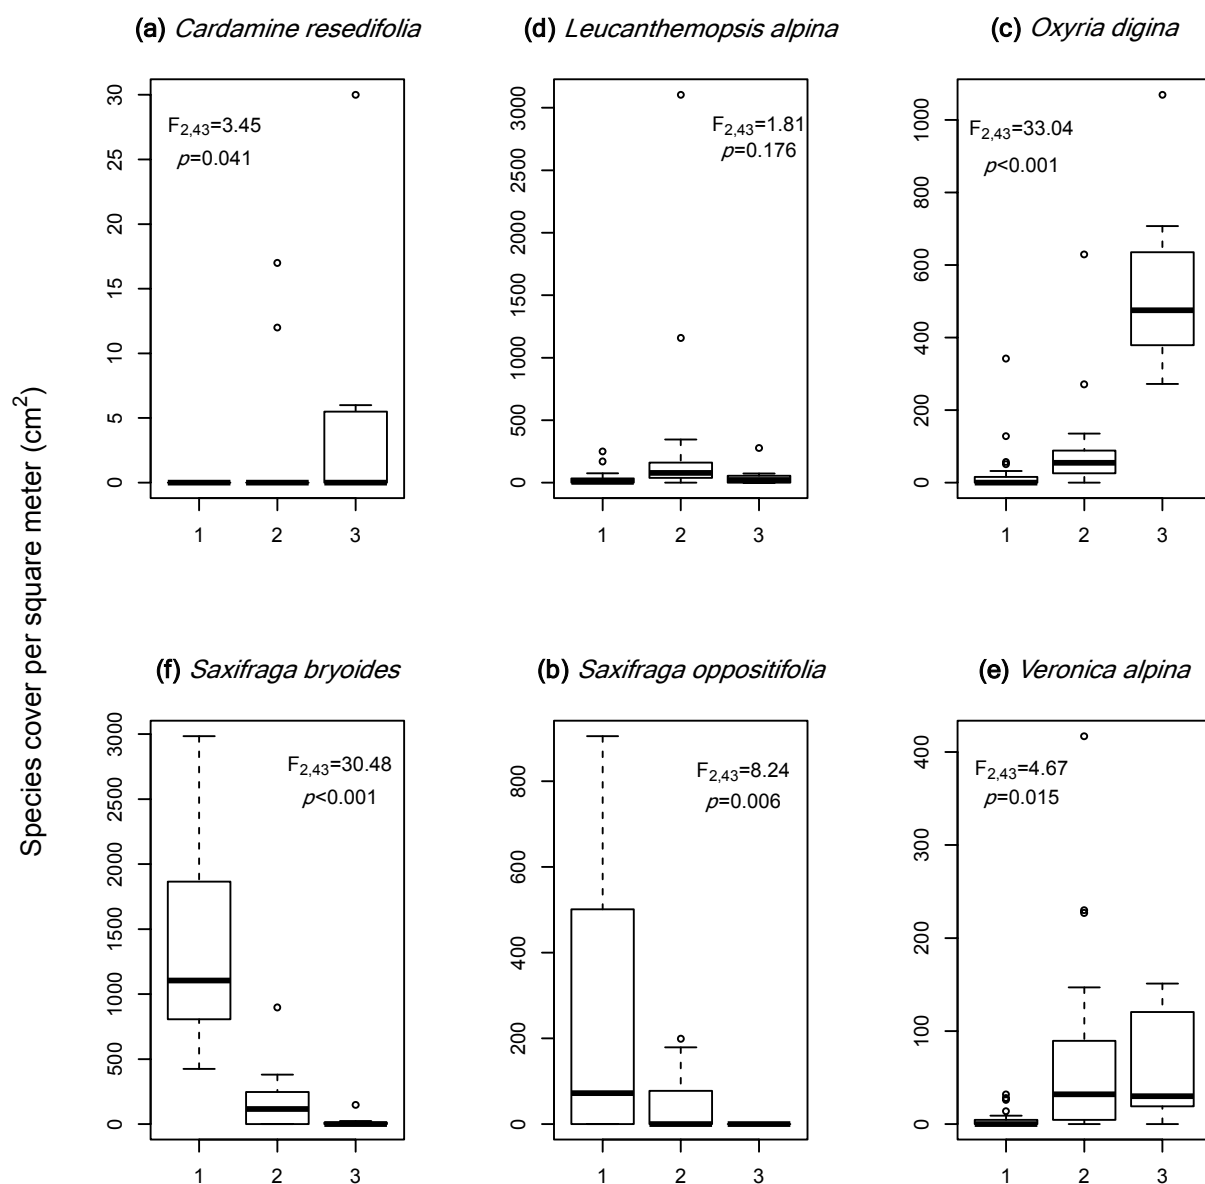 (a) Cardamine resedifolia
(d) Leucanthemopsis alpina
(c) Oxyria digina
Species cover per square meter (cm²)
30
25
20
15
10
5
0
F2,43=3.45
p=0.041
1 2 3
3000
2500
2000
1500
1000
500
0
F2,43=1.81
p=0.176
1 2 3
1000
800
600
400
200
0
F2,43=33.04
p<0.001
1 2 3
(f) Saxifraga bryoides
(b) Saxifraga oppositifolia
(e) Veronica alpina
3000
2500
2000
1500
1000
500
0
F2,43=30.48
p<0.001
1 2 3
800
600
400
200
0
F2,43=8.24
p=0.006
1 2 3
400
300
200
100
0
F2,43=4.67
p=0.015
1 2 3